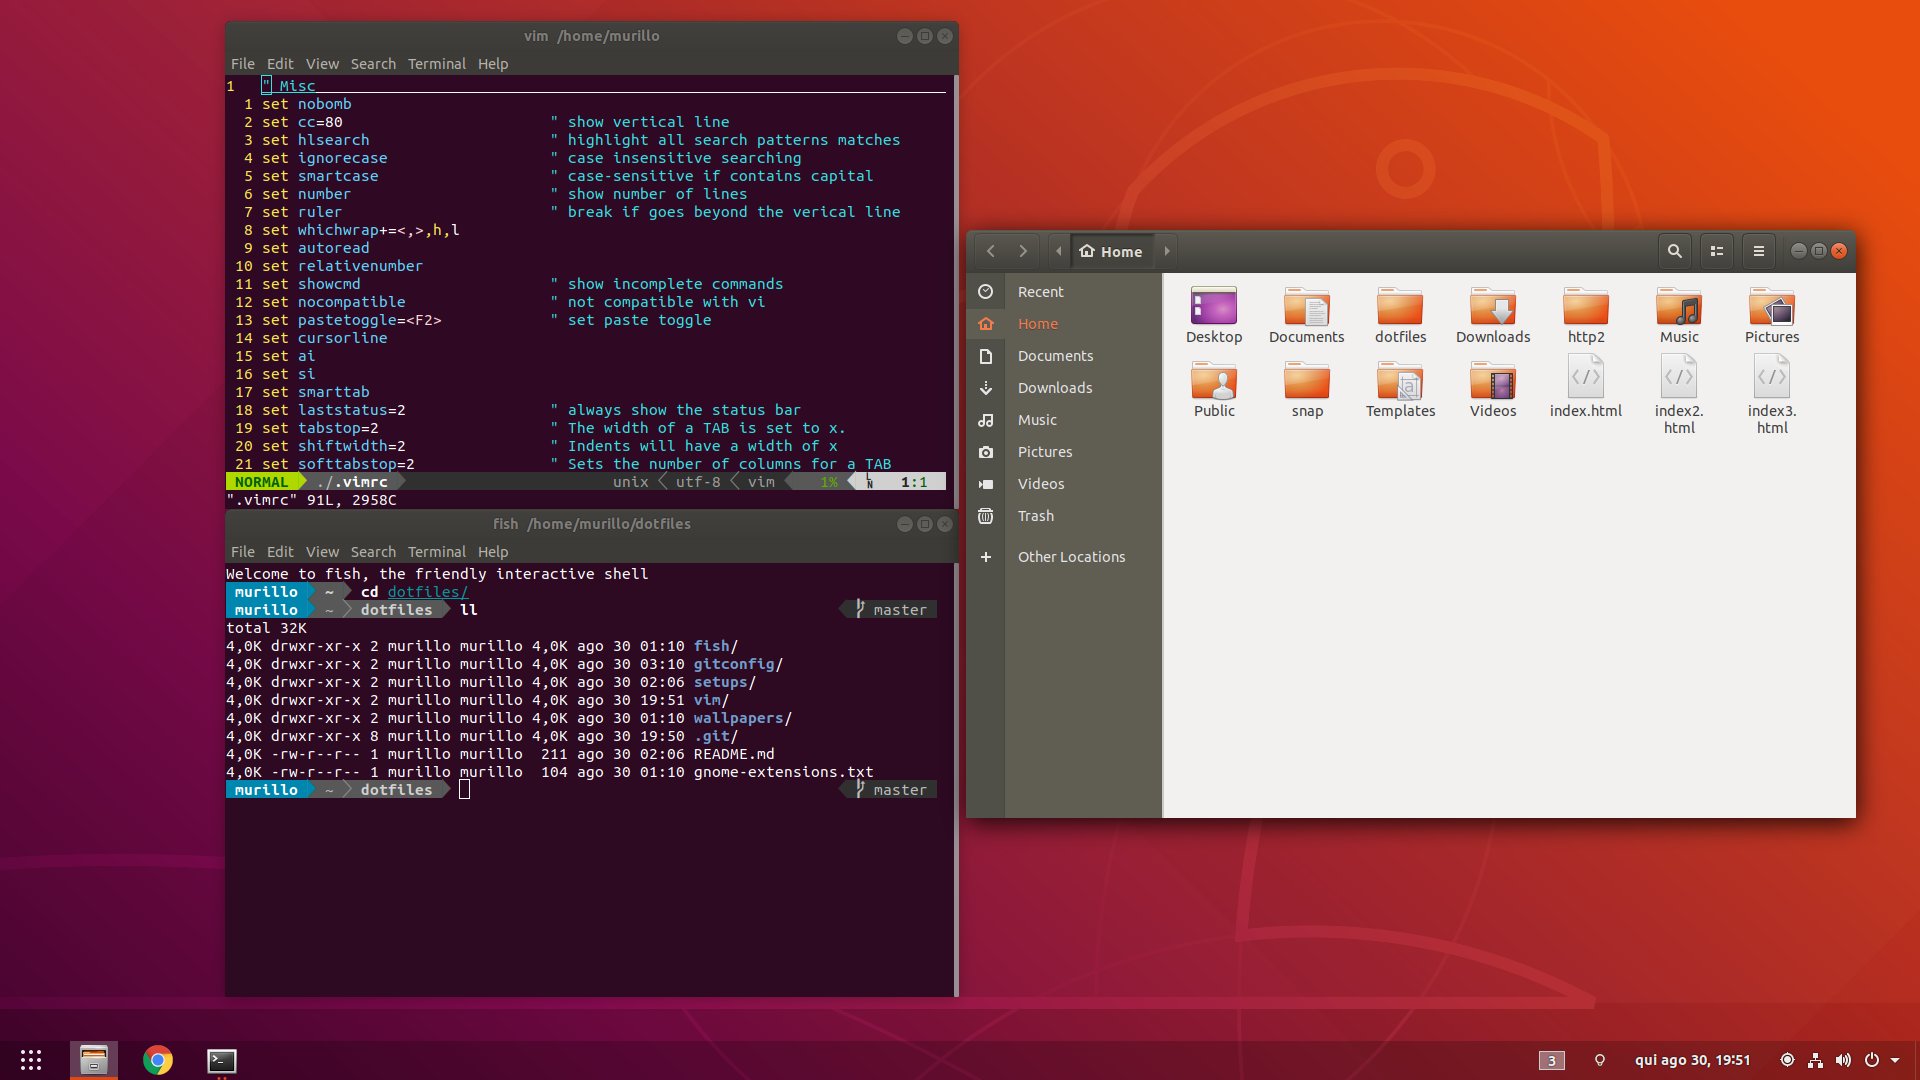 vim /home/murillo
File Edit View Search Terminal Help
1 " Misc
1 set nobomb
2 set cc=80 " show vertical line
3 set hlsearch " highlight all search patterns matches
4 set ignorecase " case insensitive searching
5 set smartcase " case-sensitive if contains capital
6 set number " show number of lines
7 set ruler " break if goes beyond the verical line
8 set whichwrap+=<,>,h,l
9 set autoread
10 set relativenumber
11 set showcmd " show incomplete commands
12 set nocompatible " not compatible with vi
13 set pastetoggle=<F2> " set paste toggle
14 set cursorline
15 set ai
16 set si
17 set smarttab
18 set laststatus=2 " always show the status bar
19 set tabstop=2 " The width of a TAB is set to x.
20 set shiftwidth=2 " Indents will have a width of x
21 set softtabstop=2 " Sets the number of columns for a TAB
NORMAL ./.vimrc unix utf-8 vim 1% LN 1:1
".vimrc" 91L, 2958C
fish /home/murillo/dotfiles
File Edit View Search Terminal Help
Welcome to fish, the friendly interactive shell
murillo ~ cd dotfiles/
murillo ~ dotfiles ll master
total 32K
4,0K drwxr-xr-x 2 murillo murillo 4,0K ago 30 01:10 fish/
4,0K drwxr-xr-x 2 murillo murillo 4,0K ago 30 03:10 gitconfig/
4,0K drwxr-xr-x 2 murillo murillo 4,0K ago 30 02:06 setups/
4,0K drwxr-xr-x 2 murillo murillo 4,0K ago 30 19:51 vim/
4,0K drwxr-xr-x 2 murillo murillo 4,0K ago 30 01:10 wallpapers/
4,0K drwxr-xr-x 8 murillo murillo 4,0K ago 30 19:50 .git/
4,0K -rw-r--r-- 1 murillo murillo 211 ago 30 02:06 README.md
4,0K -rw-r--r-- 1 murillo murillo 104 ago 30 01:10 gnome-extensions.txt
murillo ~ dotfiles master
Home
Recent
Home
Documents
Downloads
Music
Pictures
Videos
Trash
Other Locations
Desktop Documents dotfiles Downloads http2 Music Pictures
Public snap Templates Videos index.html index2. index3.
html html
3 qui ago 30, 19:51